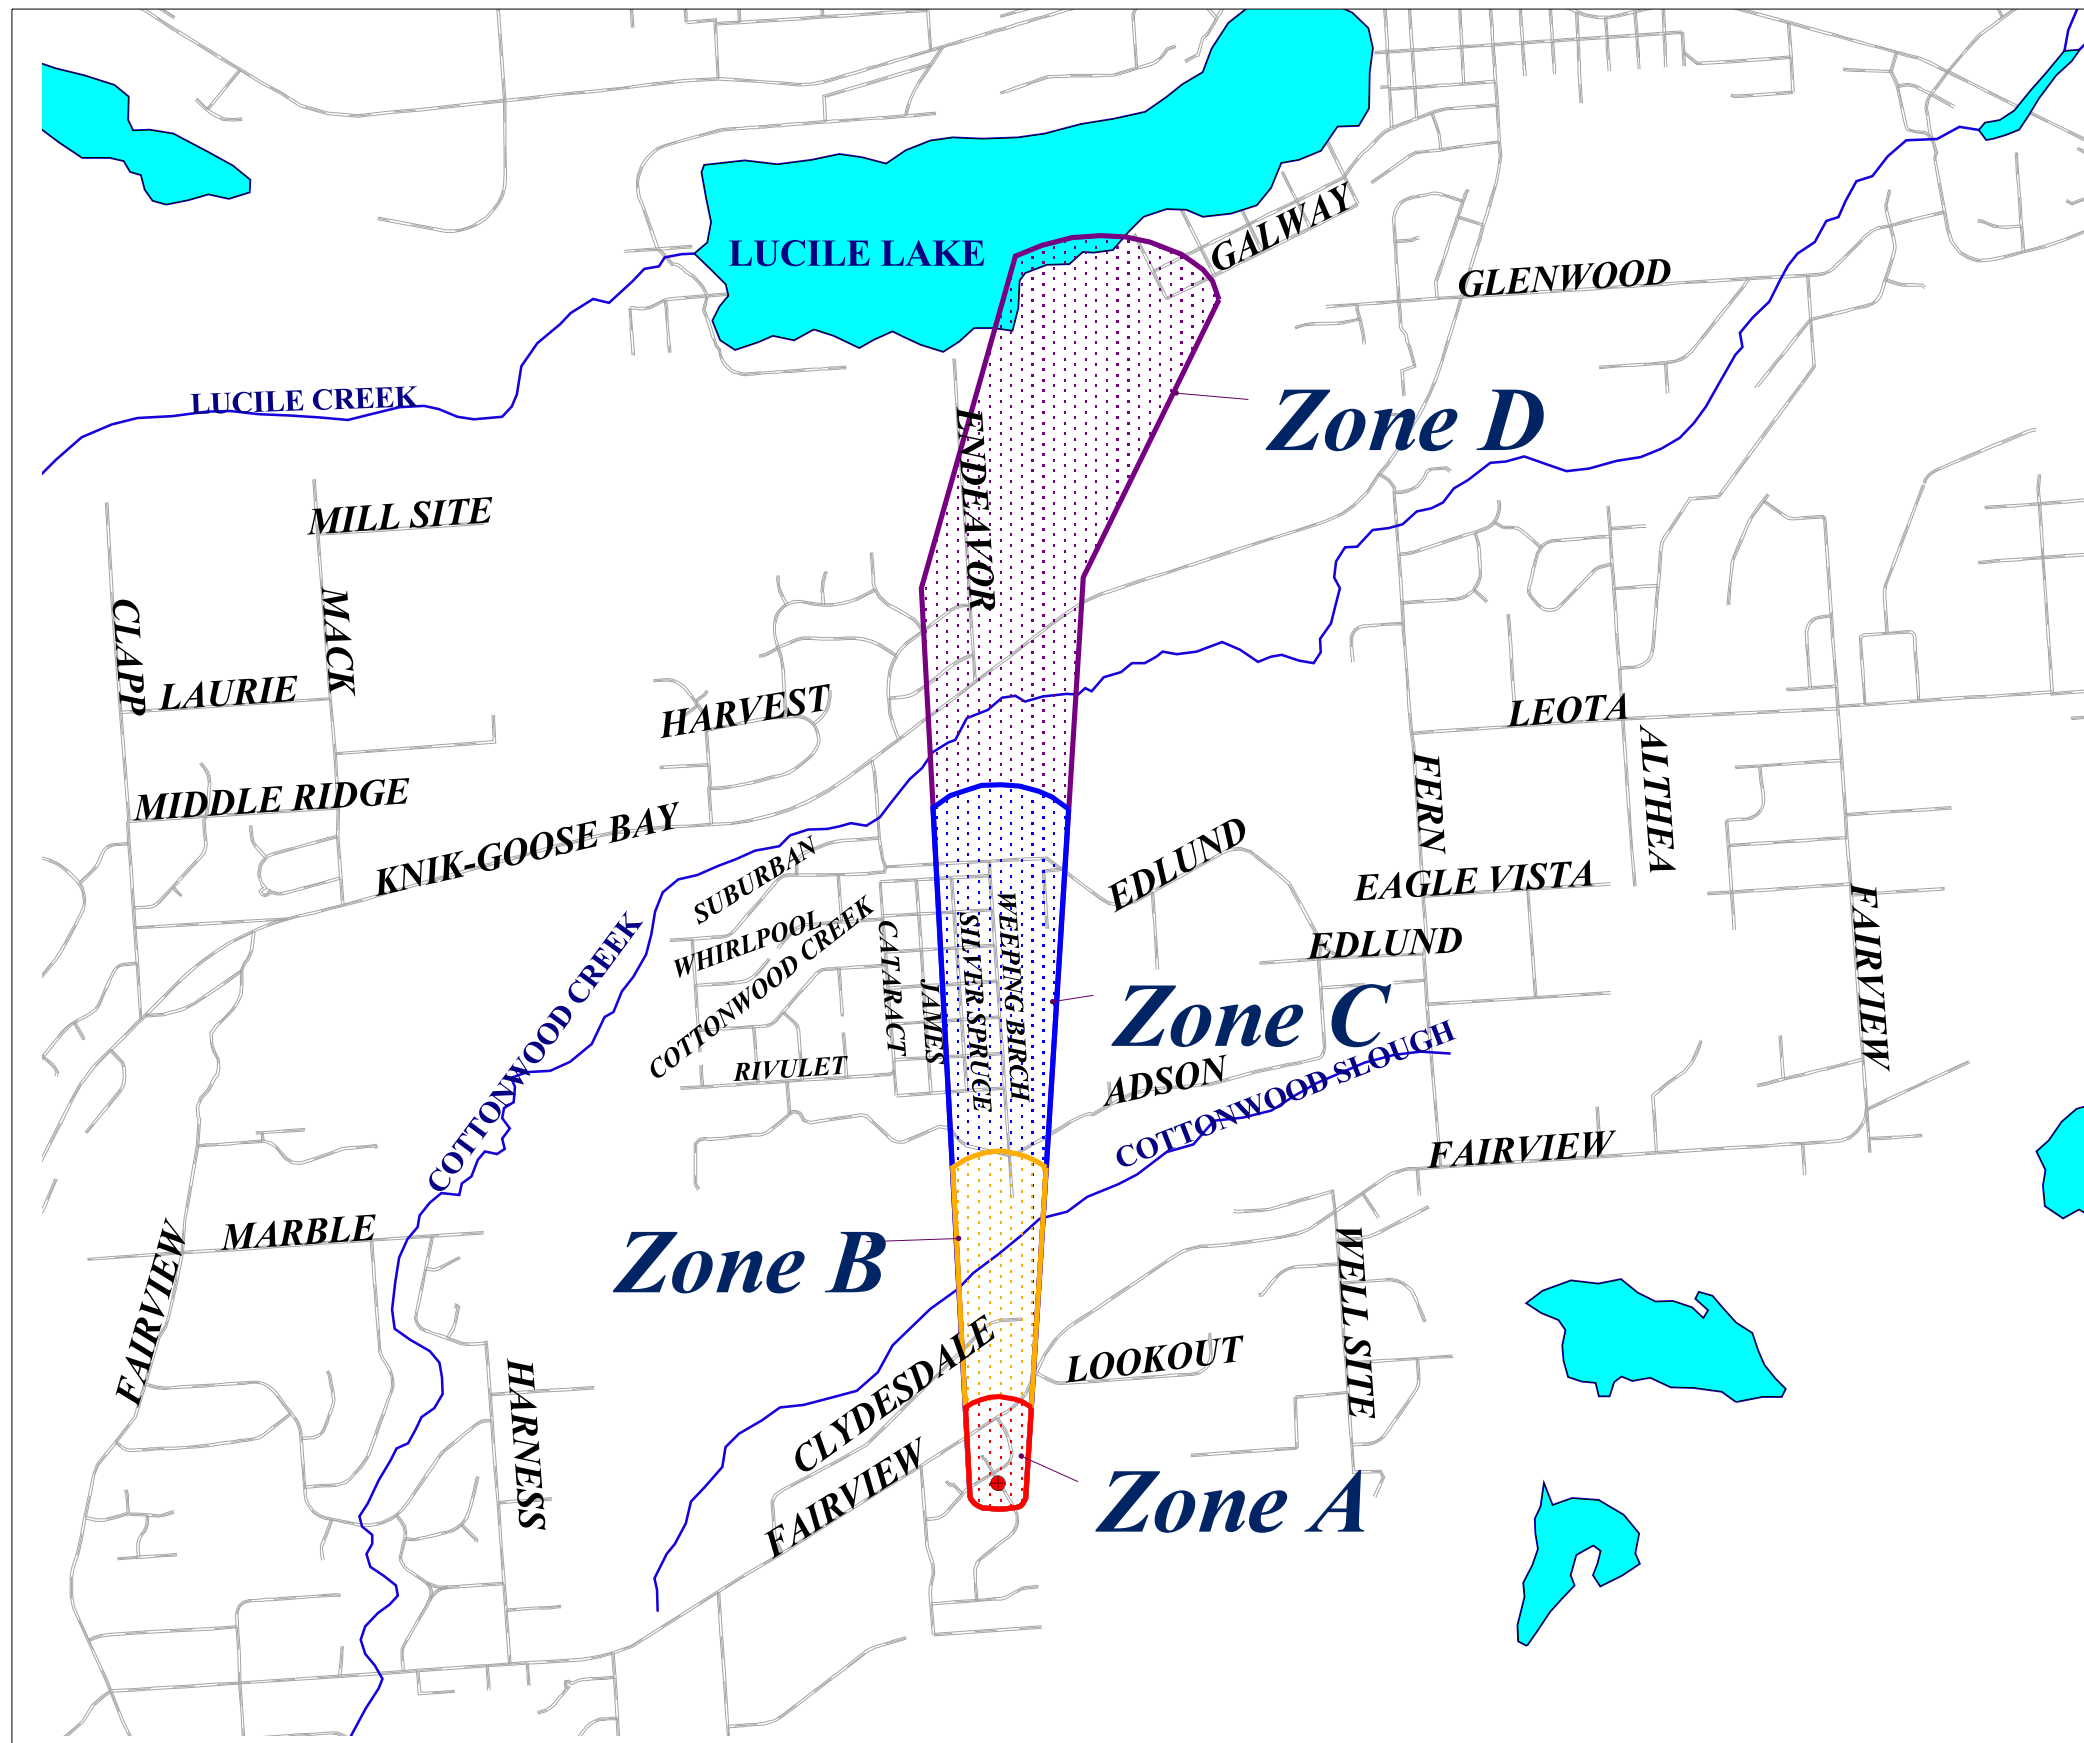 GALWAY
LUCILE LAKE
GLENWOOD
LUCILE CREEK
Zone D
ENDEAVOR
MILL SITE
CLAPP
MACK
LAURIE
HARVEST
LEOTA
ALTHEA
FERN
MIDDLE RIDGE
KNIK-GOOSE BAY
SUBURBAN
EDLUND
EAGLE VISTA
FAIRVIEW
WHIRLPOOL
COTTONWOOD CREEK
CATARACT
JAMES
SILVER SPRUCE
WEEPING BIRCH
EDLUND
COTTONWOOD CREEK
Zone C
RIVULET
ADSON
COTTONWOOD SLOUGH
FAIRVIEW
MARBLE
FAIRVIEW
Zone B
WELL SITE
CLYDESDALE
LOOKOUT
HARNESS
FAIRVIEW
Zone A